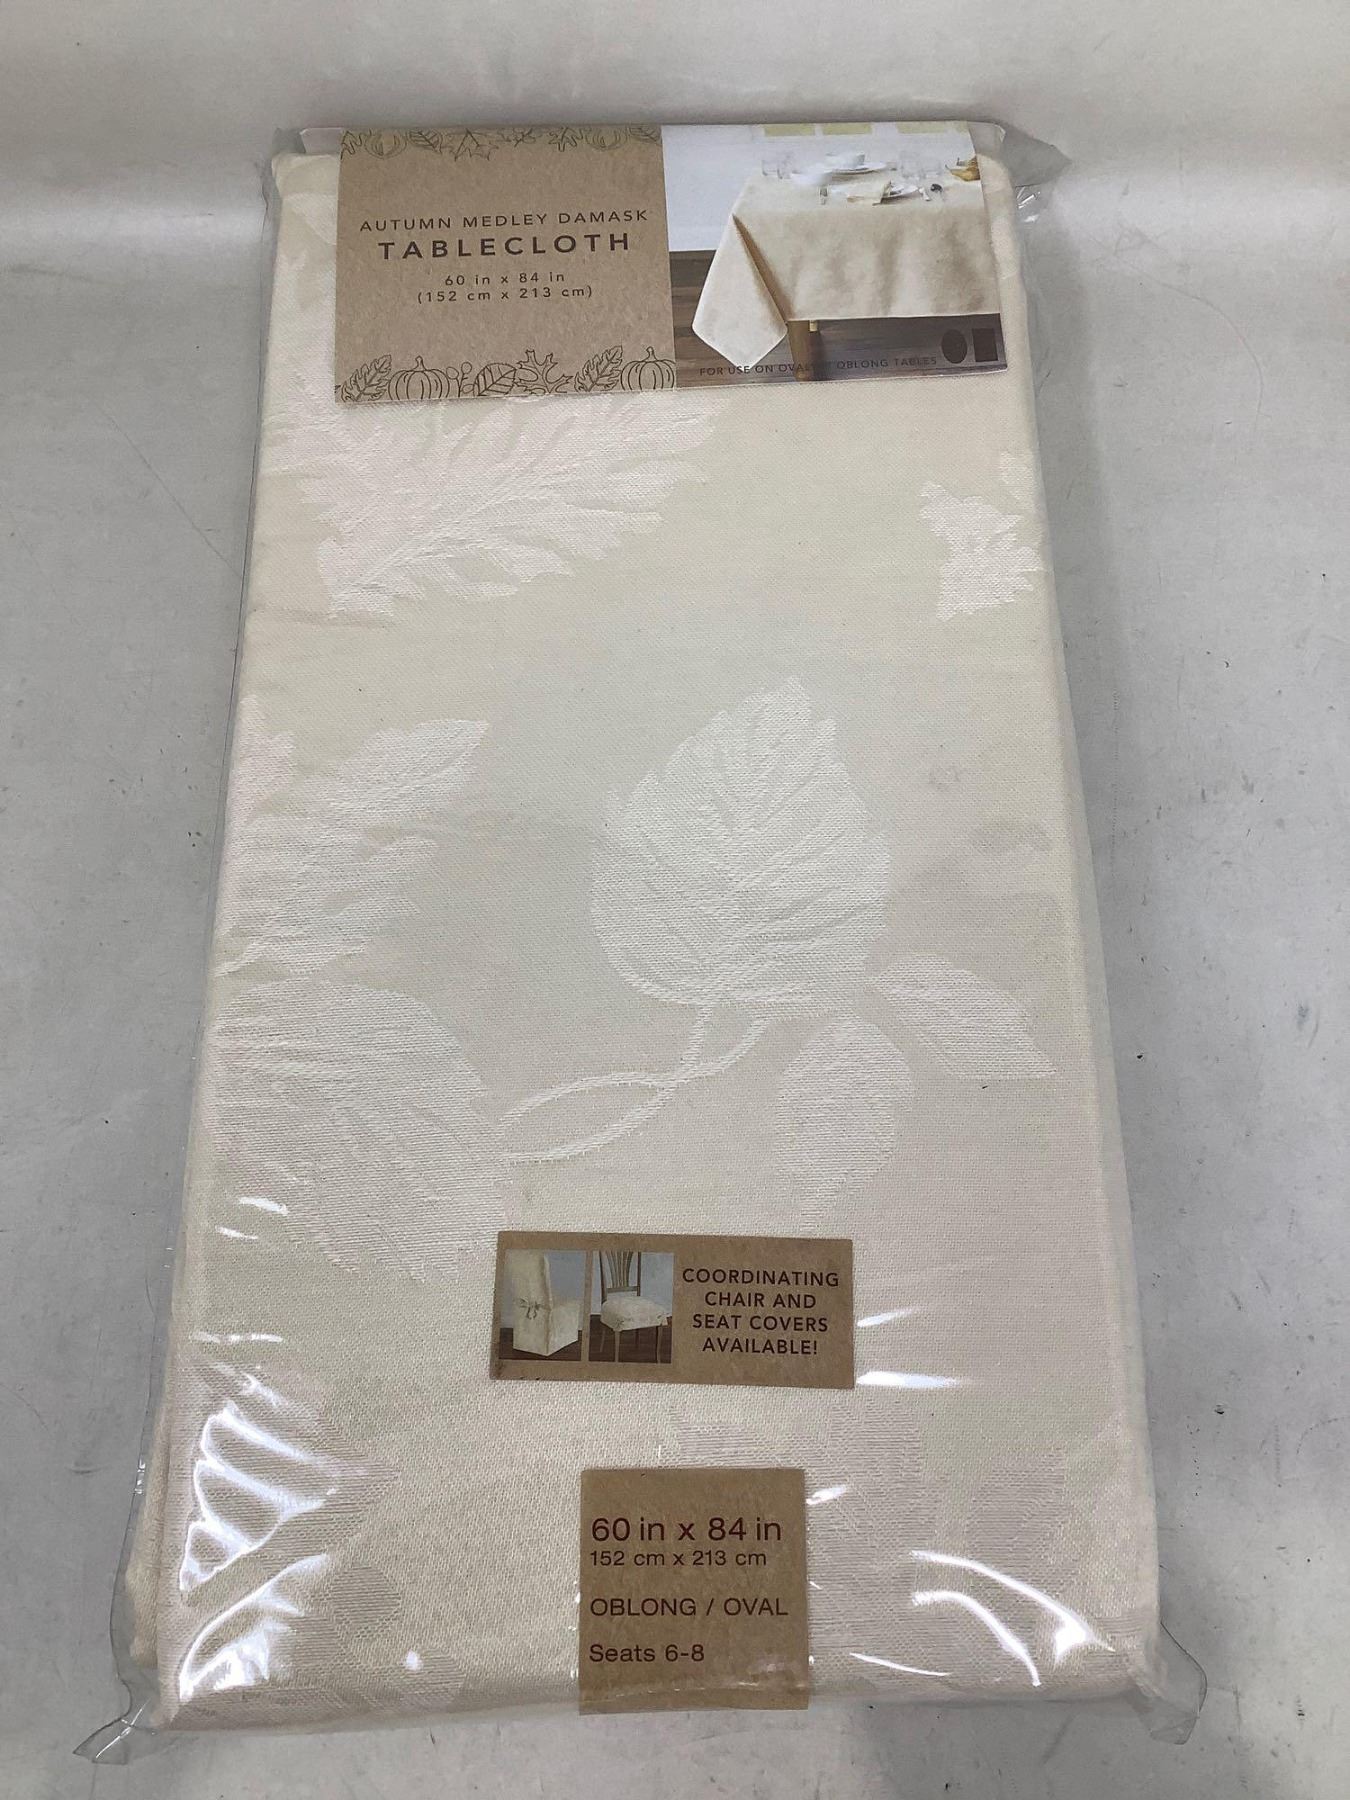 AUTUMN MEDLEY DAMASK
TABLECLOTH
60 in x 84 in
(152 cm x 213 cm)
FOR USE ON OVAL OBLONG TABLES
COORDINATING
CHAIR AND
SEAT COVERS
AVAILABLE!
60 in x 84 in
152 cm x 213 cm
OBLONG / OVAL
Seats 6-8